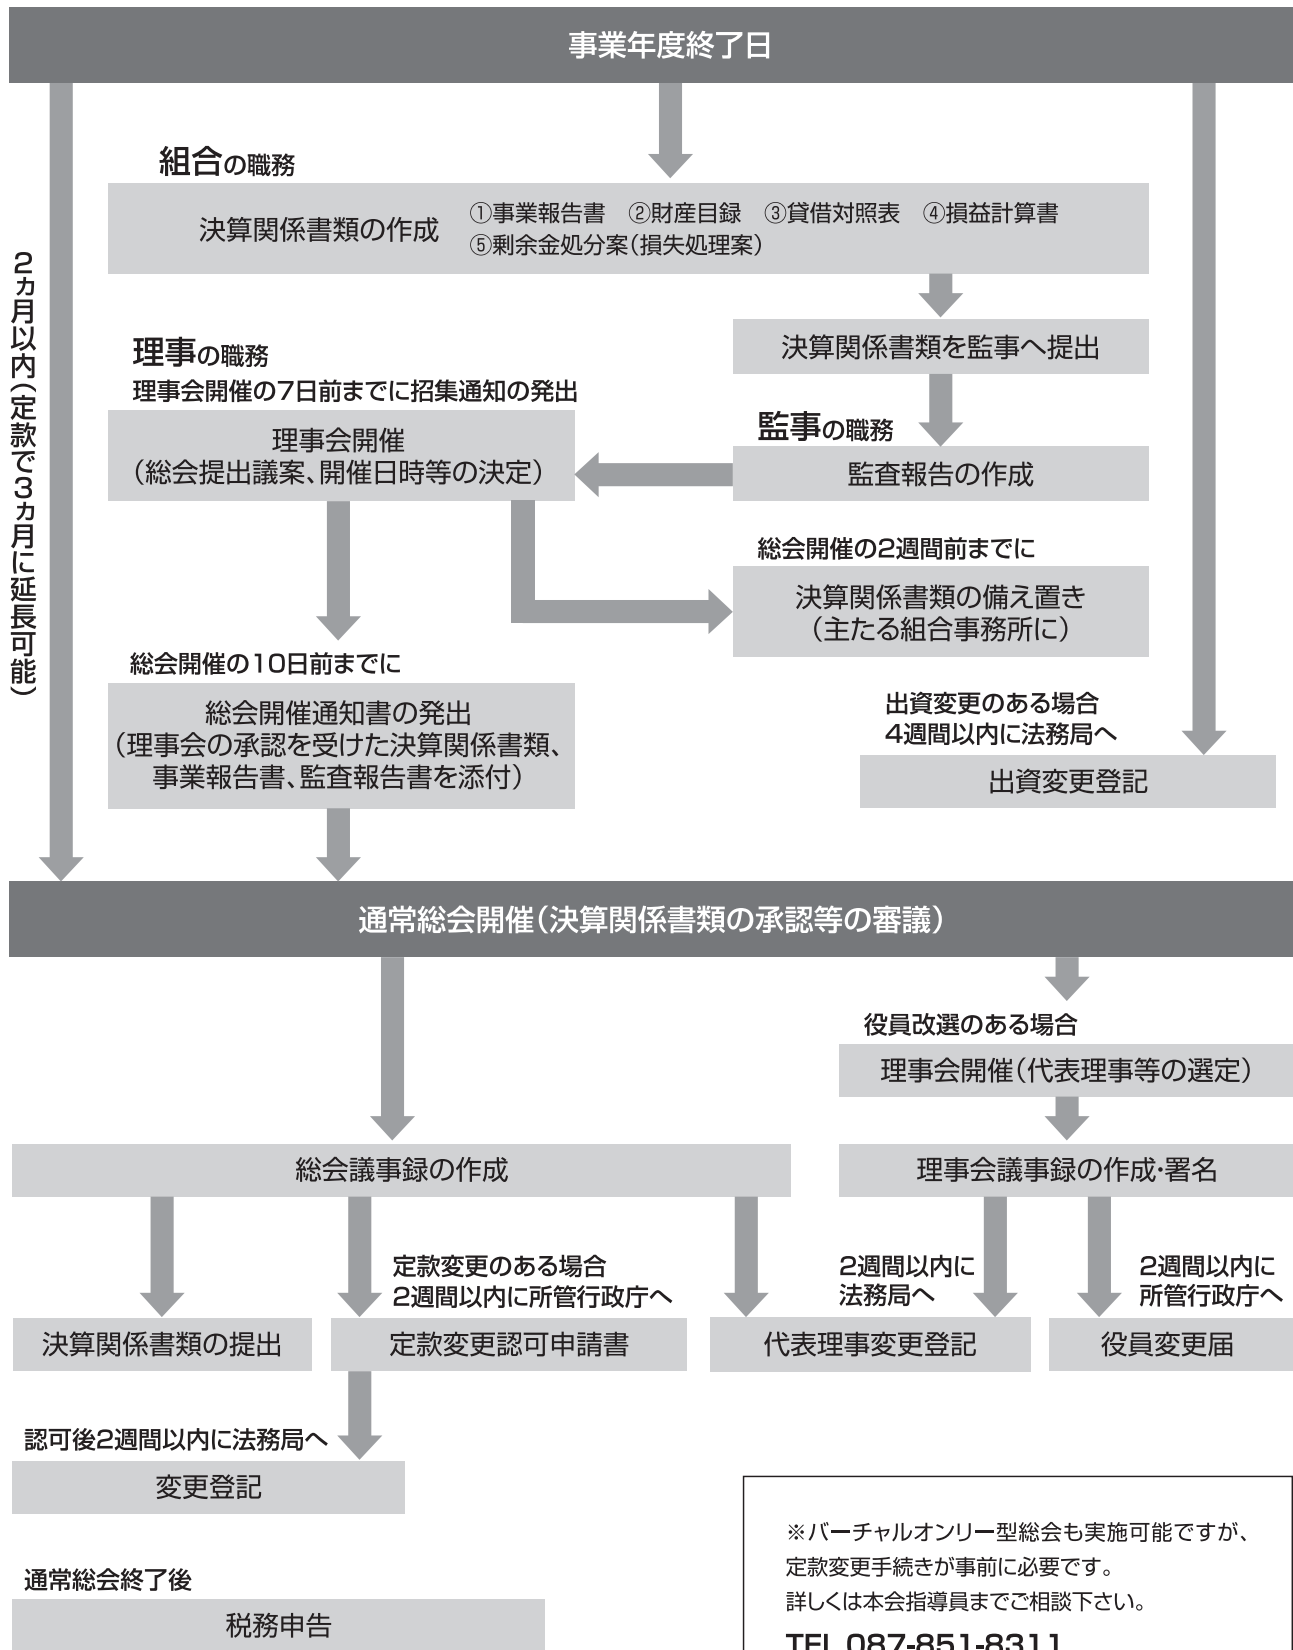 事業年度終了日
2ヵ月以内（定款で3ヵ月に延長可能）
組合の職務
決算関係書類の作成
①事業報告書　②財産目録　③貸借対照表　④損益計算書
⑤剰余金処分案（損失処理案）
決算関係書類を監事へ提出
監事の職務
監査報告の作成
理事の職務
理事会開催の7日前までに招集通知の発出
理事会開催
（総会提出議案、開催日時等の決定）
総会開催の2週間前までに
決算関係書類の備え置き
（主たる組合事務所に）
総会開催の10日前までに
総会開催通知書の発出
（理事会の承認を受けた決算関係書類、
事業報告書、監査報告書を添付）
出資変更のある場合
4週間以内に法務局へ
出資変更登記
通常総会開催（決算関係書類の承認等の審議）
役員改選のある場合
理事会開催（代表理事等の選定）
総会議事録の作成
理事会議事録の作成・署名
定款変更のある場合
2週間以内に所管行政庁へ
2週間以内に
法務局へ
2週間以内に
所管行政庁へ
決算関係書類の提出
定款変更認可申請書
代表理事変更登記
役員変更届
認可後2週間以内に法務局へ
変更登記
通常総会終了後
税務申告
※バーチャルオンリー型総会も実施可能ですが、
定款変更手続きが事前に必要です。
詳しくは本会指導員までご相談下さい。
TEL 087-851-8311